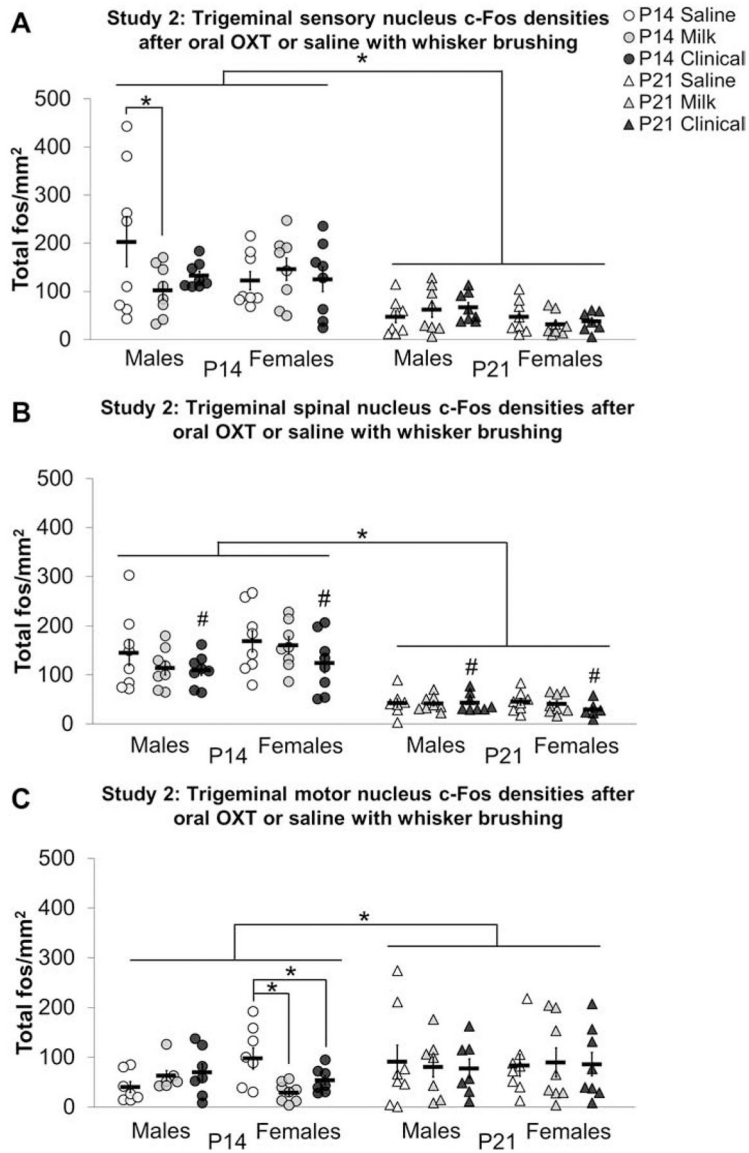 A
Study 2: Trigeminal sensory nucleus c-Fos densities
after oral OXT or saline with whisker brushing
P14 Saline
P14 Milk
P14 Clinical
P21 Saline
P21 Milk
P21 Clinical
Total fos/mm²
500
400
300
200
100
0
*
*
Males
Females
P14
Males
Females
P21
B
Study 2: Trigeminal spinal nucleus c-Fos densities after
oral OXT or saline with whisker brushing
Total fos/mm²
500
400
300
200
100
0
*
#
#
#
#
Males
Females
P14
Males
Females
P21
C
Study 2: Trigeminal motor nucleus c-Fos densities after
oral OXT or saline with whisker brushing
Total fos/mm²
500
400
300
200
100
0
*
*
*
Males
Females
P14
Males
Females
P21